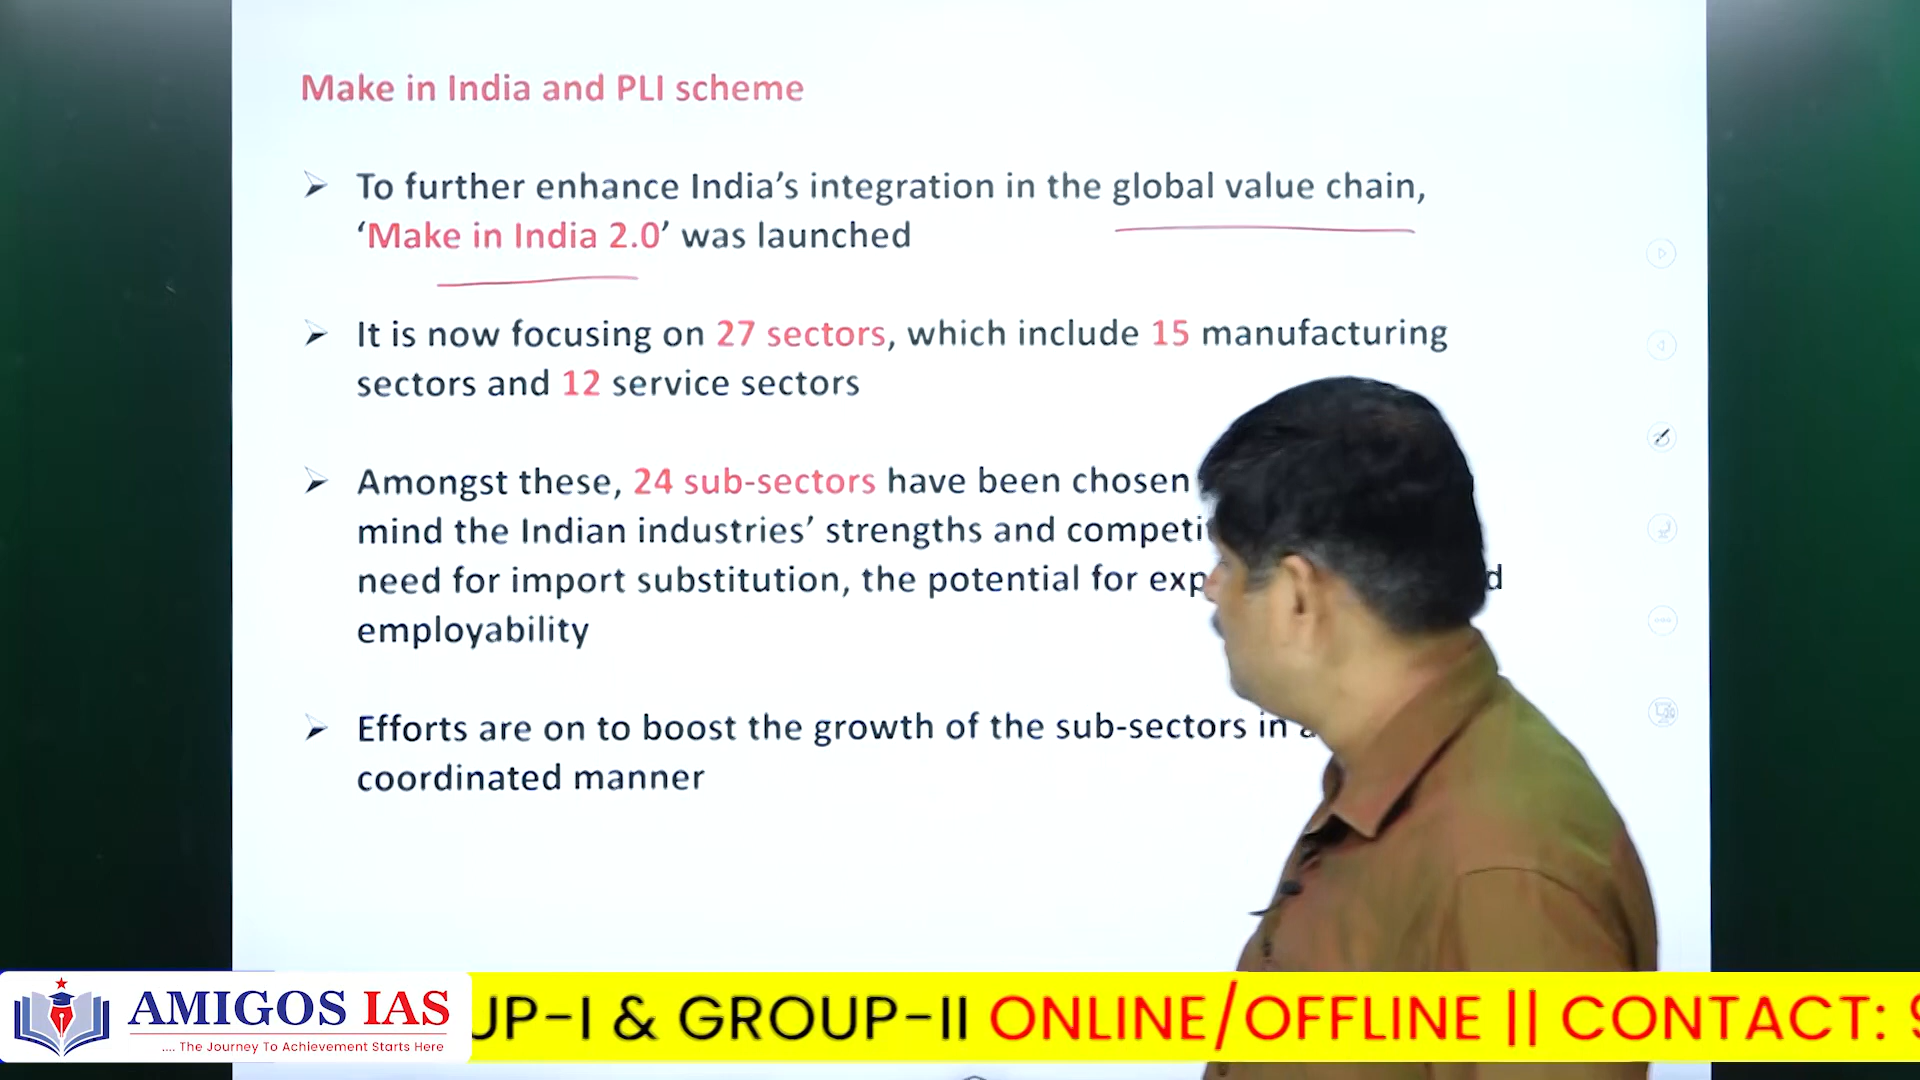 Make in India and PLI scheme
To further enhance India's integration in the global value chain,
‘Make in India 2.0’ was launched
It is now focusing on 27 sectors, which include 15 manufacturing
sectors and 12 service sectors
Amongst these, 24 sub-sectors have been chosen
mind the Indian industries’ strengths and
need for import substitution, the potential for
employability
Efforts are on to boost the growth of the sub-sectors in
coordinated manner
AMIGOS IAS
.... The Journey To Achievement Starts Here
UP-I & GROUP-II ONLINE/OFFLINE || CONTACT: